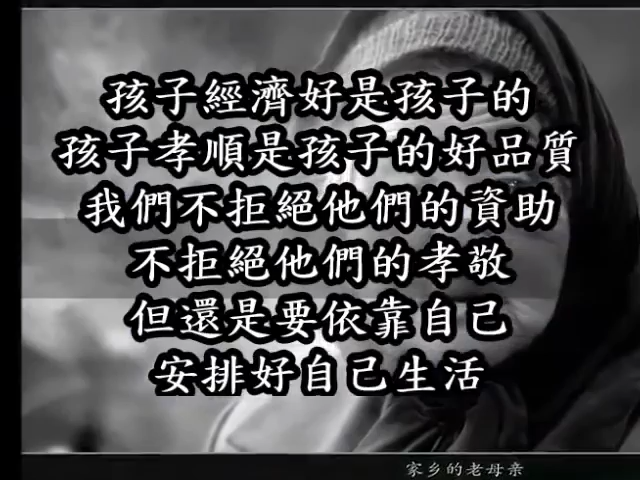 孩子經濟好是孩子的
孩子孝順是孩子的好品質
我們不拒絕他們的資助
不拒絕他們的孝敬
但還是要依靠自己
安排好自己生活
家乡的老母亲